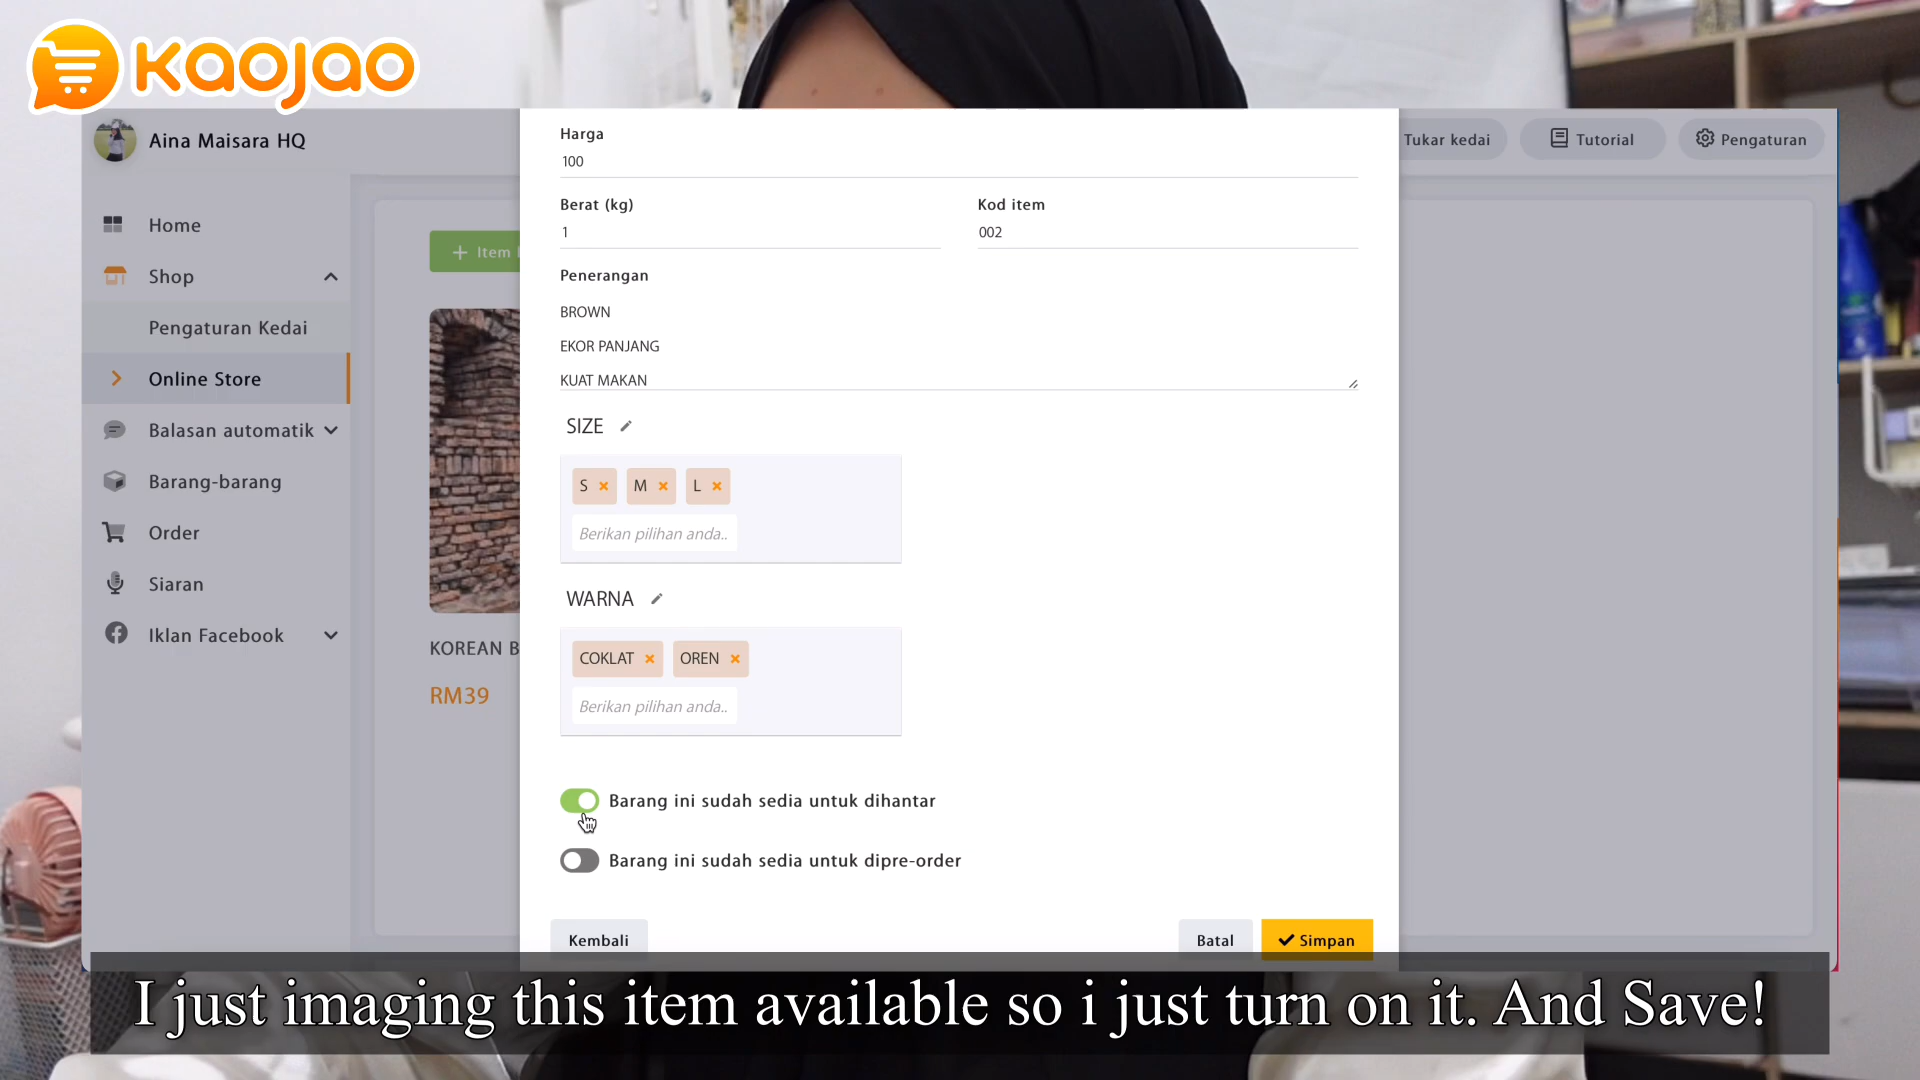 KaoJao
Aina Maisara HQ
Tukar kedai
Tutorial
Pengaturan
Home
Shop
Pengaturan Kedai
Online Store
Balasan automatik
Barang-barang
Order
Siaran
Iklan Facebook
+ Item
KOREAN B
RM39
Harga
100
Berat (kg)
1
Kod item
002
Penerangan
BROWN
EKOR PANJANG
KUAT MAKAN
SIZE
S × M × L ×
Berikan pilihan anda..
WARNA
COKLAT × OREN ×
Berikan pilihan anda..
Barang ini sudah sedia untuk dihantar
Barang ini sudah sedia untuk dipre-order
Kembali
Batal
Simpan
I just imaging this item available so i just turn on it. And Save!